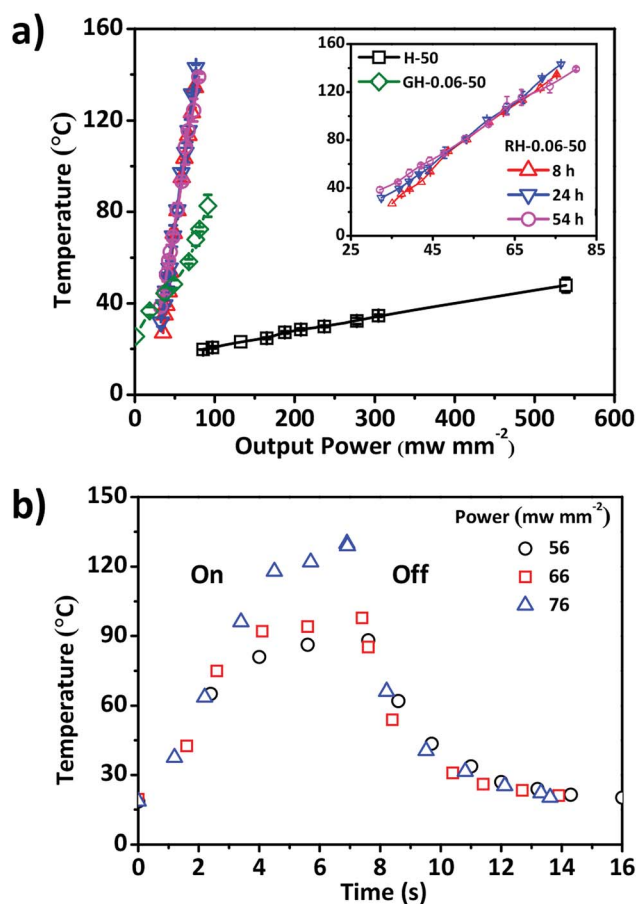 a)
160
120
80
40
0
Temperature (°C)
0 100 200 300 400 500 600
Output Power (mw mm⁻²)
H-50
GH-0.06-50
160
120
80
40
0
25 45 65 85
RH-0.06-50
8 h
24 h
54 h
b)
150
120
90
60
30
0
Temperature (°C)
On
Off
Power (mw mm⁻²)
56
66
76
0 2 4 6 8 10 12 14 16
Time (s)